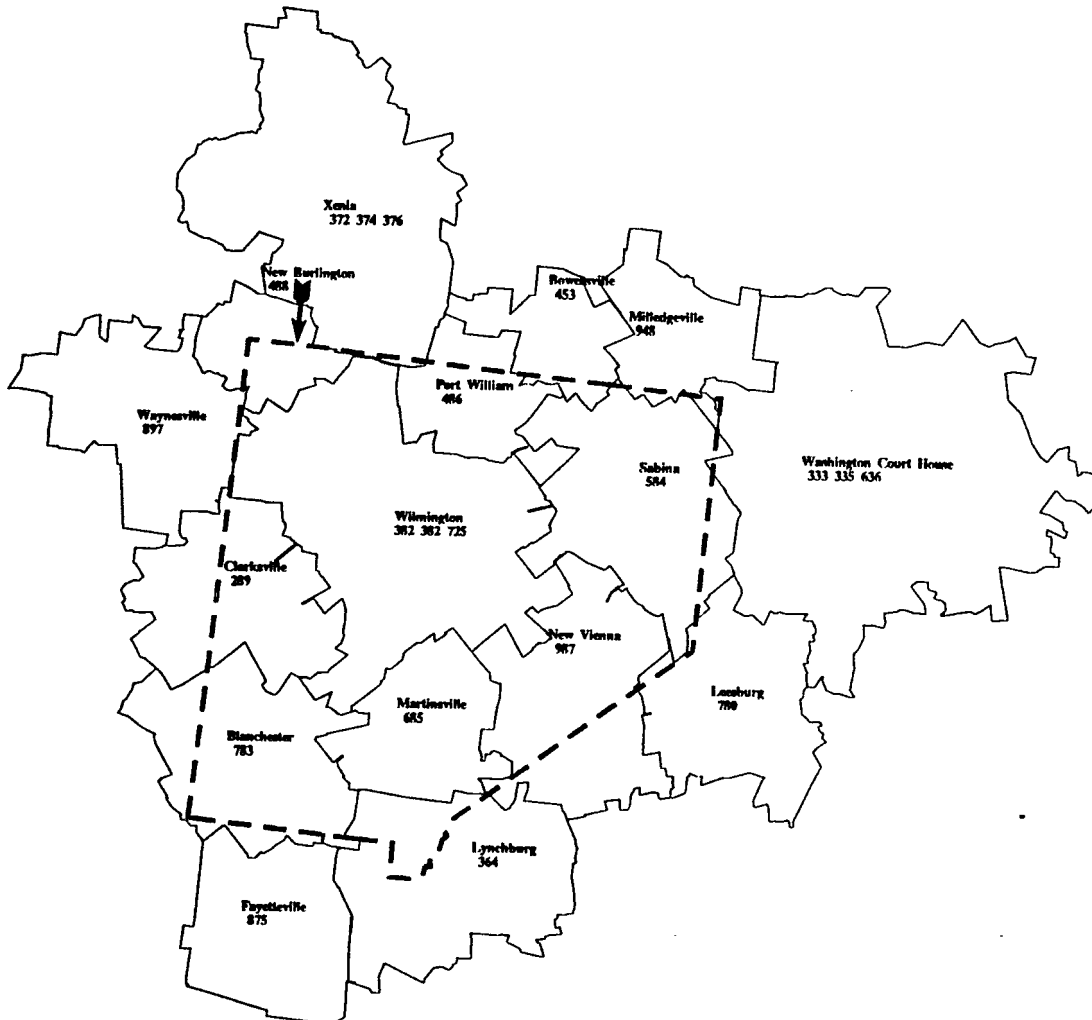 Xenia
372 374 376
New Burlington
488
Bowersville
453
Milledgeville
948
Port William
486
Waynesville
897
Sabina
584
Washington Court House
333 335 636
Wilmington
382 382 725
Clarksville
289
New Vienna
987
Martinsville
685
Leesburg
780
Blanchester
783
Lynchburg
364
Fayetteville
875